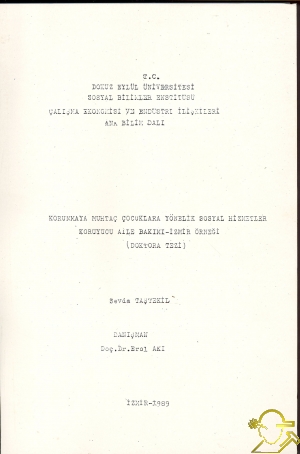 T.C.
DOKUZ EYLÜL ÜNİVERSİTESİ
SOSYAL BİLİMLER ENSTİTÜSÜ
ÇALIŞMA EKONOMİSİ VE ENDÜSTRİ İLİŞKİLERİ
ANA BİLİM DALI
KORUNMAYA MUHTAÇ ÇOCUKLARA YÖNELİK SOSYAL HİZMETLER
KORUYUCU AİLE BAKIMI-İZMİR ÖRNEĞİ
(DOKTORA TEZİ)
Sevda TAŞTEKİL
DANIŞMAN
Doç.Dr.Erol AKI
İZMİR-1989